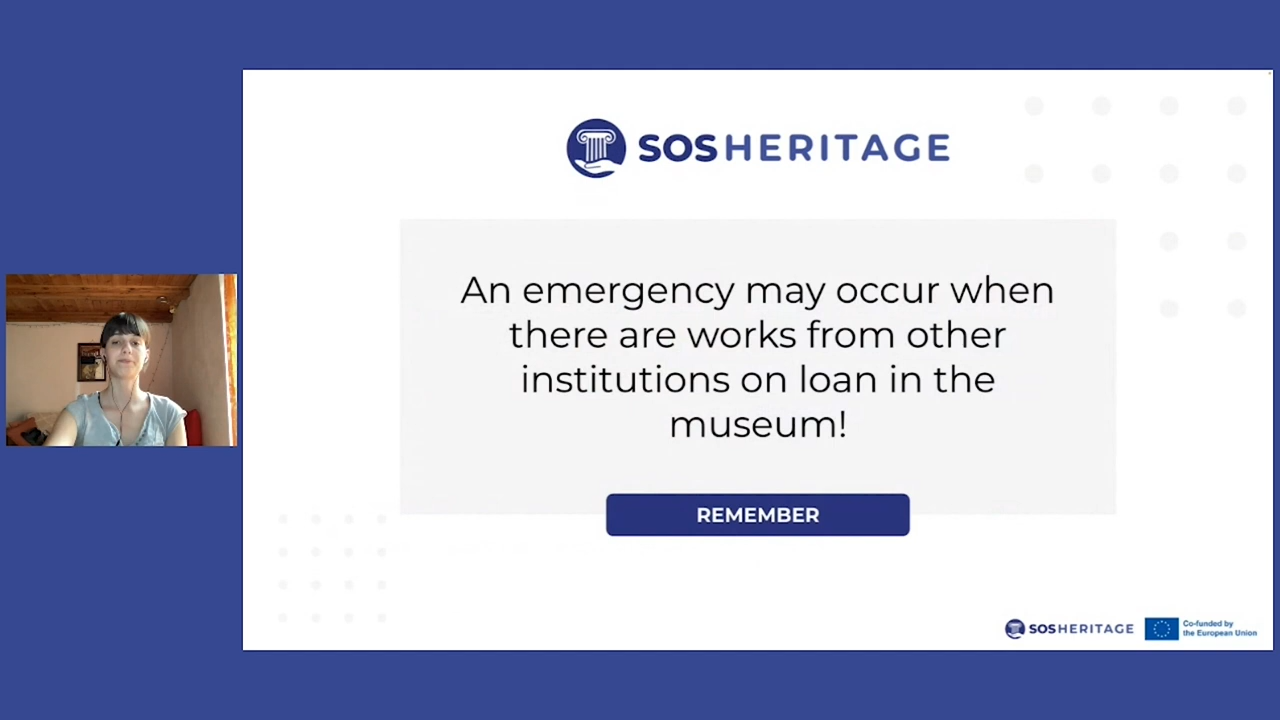 SOSHERITAGE
An emergency may occur when
there are works from other
institutions on loan in the
museum!
REMEMBER
SOSHERITAGE
Co-funded by
the European Union